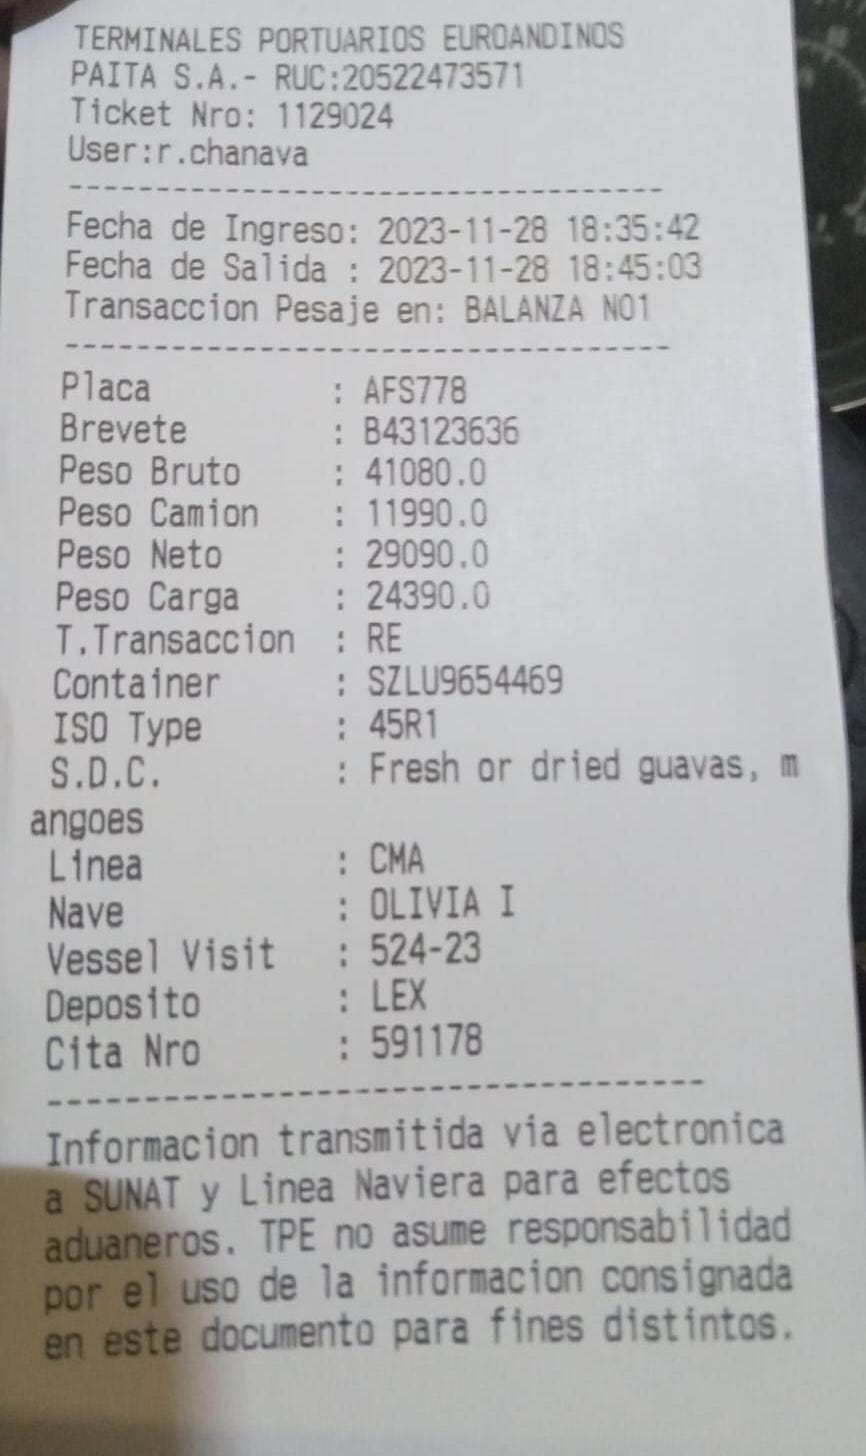 TERMINALES PORTUARIOS EUROANDINOS
PAITA S.A.- RUC:20522473571
Ticket Nro: 1129024
User:r.chanava
----------------------------------
Fecha de Ingreso: 2023-11-28 18:35:42
Fecha de Salida : 2023-11-28 18:45:03
Transaccion Pesaje en: BALANZA NO1
----------------------------------
Placa : AFS778
Brevete : B43123636
Peso Bruto : 41080.0
Peso Camion : 11990.0
Peso Neto : 29090.0
Peso Carga : 24390.0
T.Transaccion : RE
Container : SZLU9654469
ISO Type : 45R1
S.D.C. : Fresh or dried guavas, m
angoes
Linea : CMA
Nave : OLIVIA I
Vessel Visit : 524-23
Deposito : LEX
Cita Nro : 591178
----------------------------------
Informacion transmitida via electronica
a SUNAT y Linea Naviera para efectos
aduaneros. TPE no asume responsabilidad
por el uso de la informacion consignada
en este documento para fines distintos.